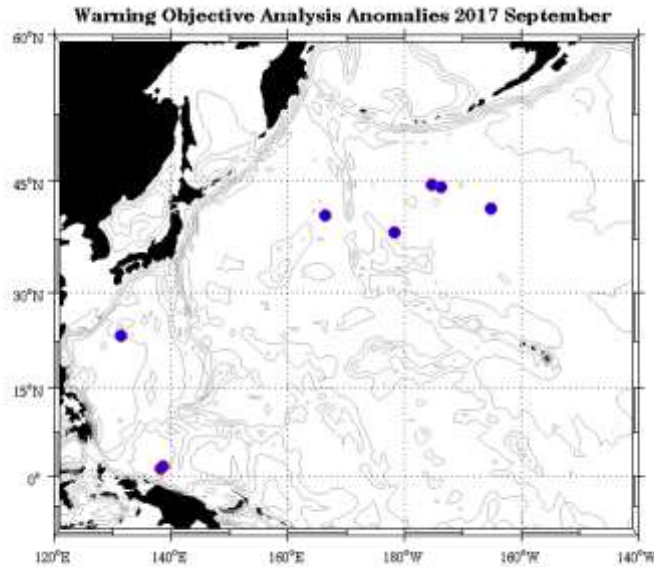 Warning Objective Analysis Anomalies 2017 September
60°N
45°N
30°N
15°N
0°
120°E 140°E 160°E 180°W 160°W 140°W